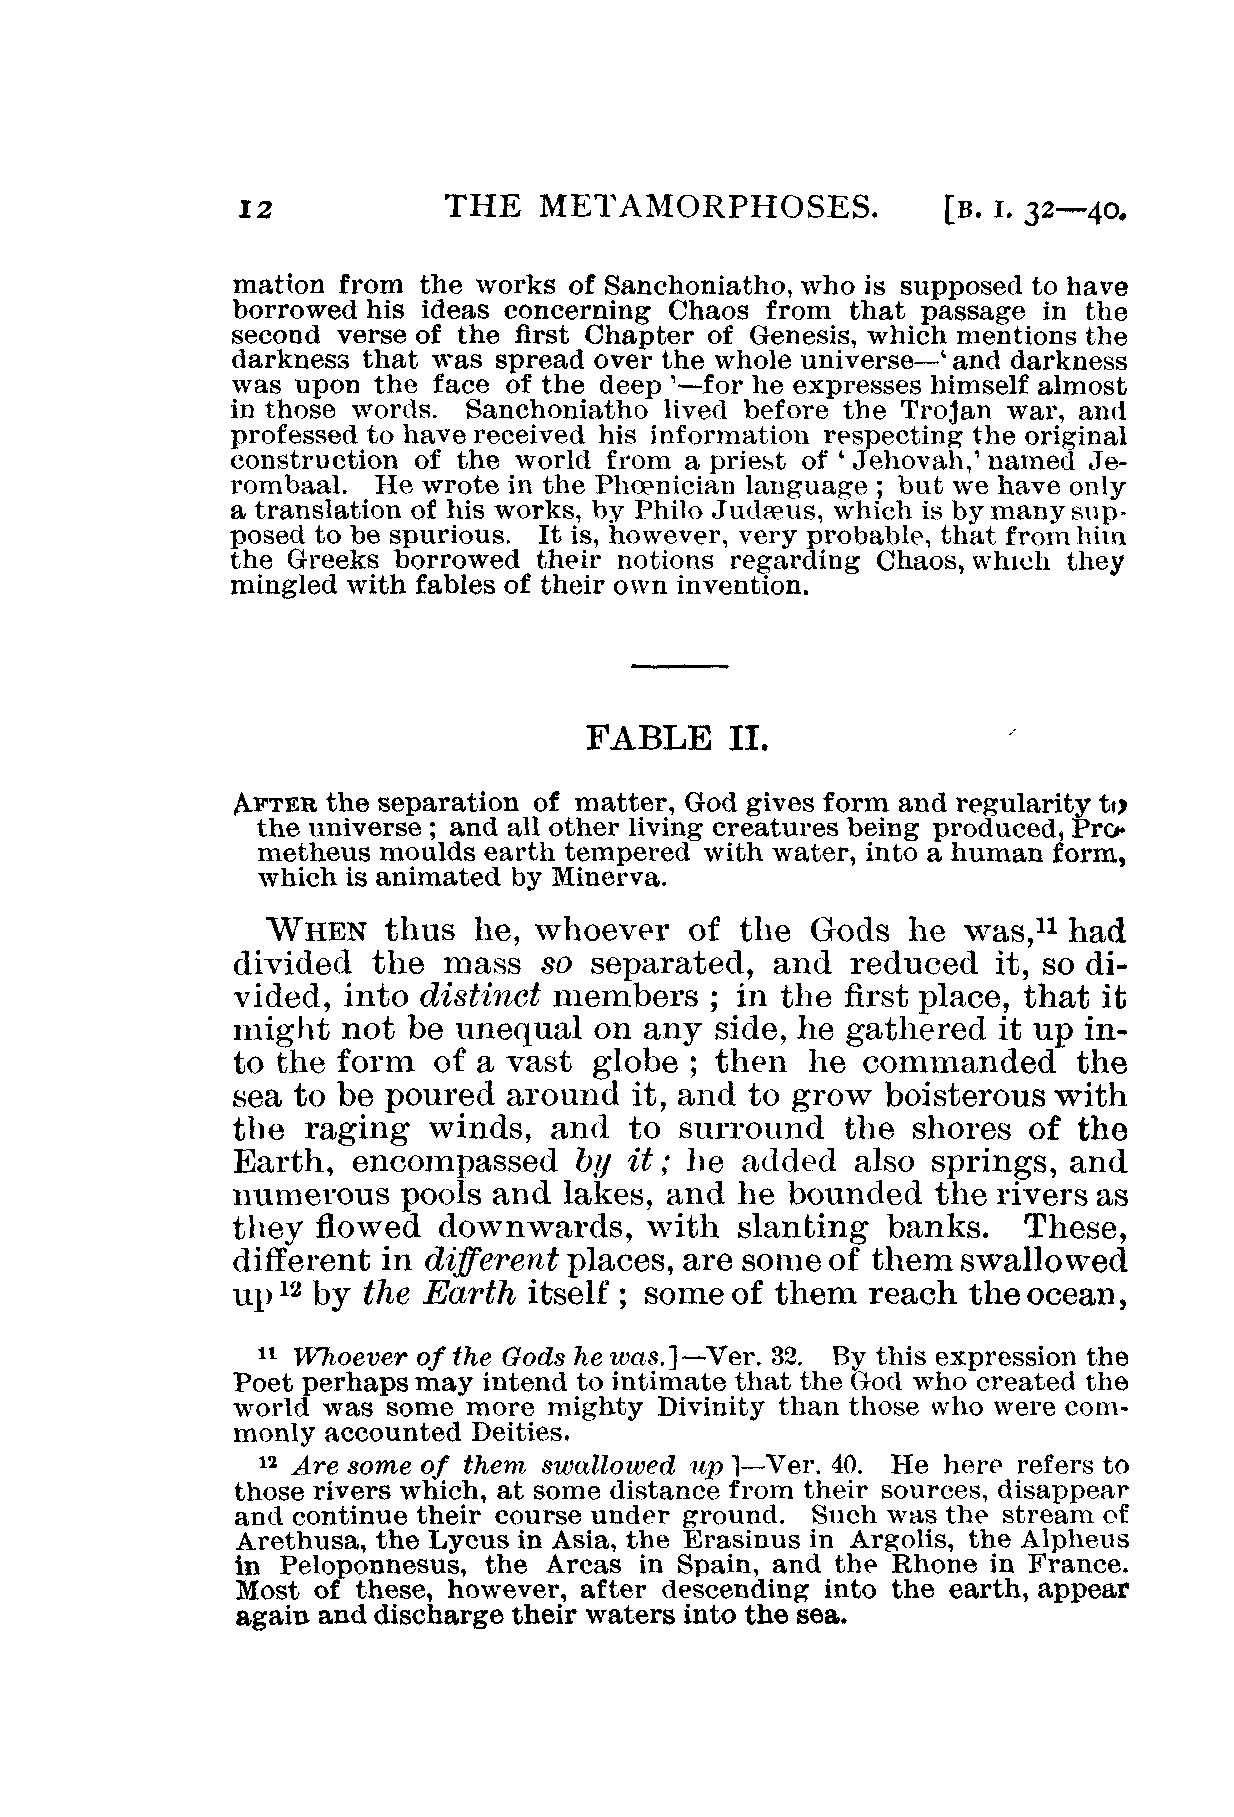 12 THE METAMORPHOSES. [B. I. 32—40.
mation from the works of Sanchoniatho, who is supposed to have
borrowed his ideas concerning Chaos from that passage in the
second verse of the first Chapter of Genesis, which mentions the
darkness that was spread over the whole universe—‘and darkness
was upon the face of the deep’—for he expresses himself almost
in those words. Sanchoniatho lived before the Trojan war, and
professed to have received his information respecting the original
construction of the world from a priest of ‘Jehovah,’ named Je-
rombaal. He wrote in the Phœnician language; but we have only
a translation of his works, by Philo Judæus, which is by many sup-
posed to be spurious. It is, however, very probable, that from him
the Greeks borrowed their notions regarding Chaos, which they
mingled with fables of their own invention.
FABLE II.
AFTER the separation of matter, God gives form and regularity to
the universe; and all other living creatures being produced, Pro-
metheus moulds earth tempered with water, into a human form,
which is animated by Minerva.
WHEN thus he, whoever of the Gods he was,¹¹ had
divided the mass so separated, and reduced it, so di-
vided, into distinct members; in the first place, that it
might not be unequal on any side, he gathered it up in-
to the form of a vast globe; then he commanded the
sea to be poured around it, and to grow boisterous with
the raging winds, and to surround the shores of the
Earth, encompassed by it; he added also springs, and
numerous pools and lakes, and he bounded the rivers as
they flowed downwards, with slanting banks. These,
different in different places, are some of them swallowed
up¹² by the Earth itself; some of them reach the ocean,
¹¹ Whoever of the Gods he was.]—Ver. 32. By this expression the
Poet perhaps may intend to intimate that the God who created the
world was some more mighty Divinity than those who were com-
monly accounted Deities.
¹² Are some of them swallowed up]—Ver. 40. He here refers to
those rivers which, at some distance from their sources, disappear
and continue their course under ground. Such was the stream of
Arethusa, the Lycus in Asia, the Erasinus in Argolis, the Alpheus
in Peloponnesus, the Arcas in Spain, and the Rhone in France.
Most of these, however, after descending into the earth, appear
again and discharge their waters into the sea.